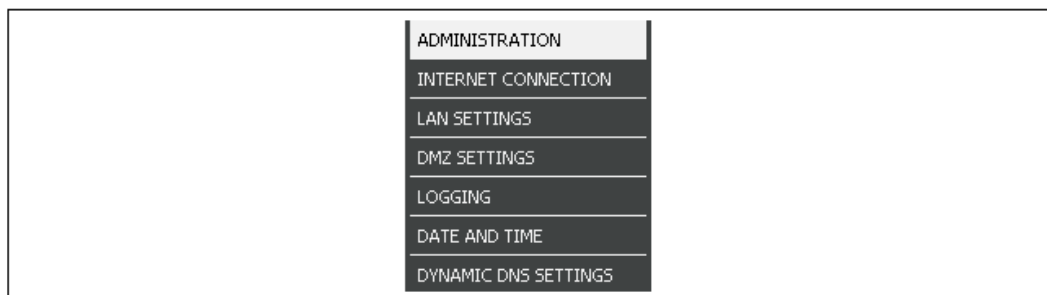 ADMINISTRATION
INTERNET CONNECTION
LAN SETTINGS
DMZ SETTINGS
LOGGING
DATE AND TIME
DYNAMIC DNS SETTINGS